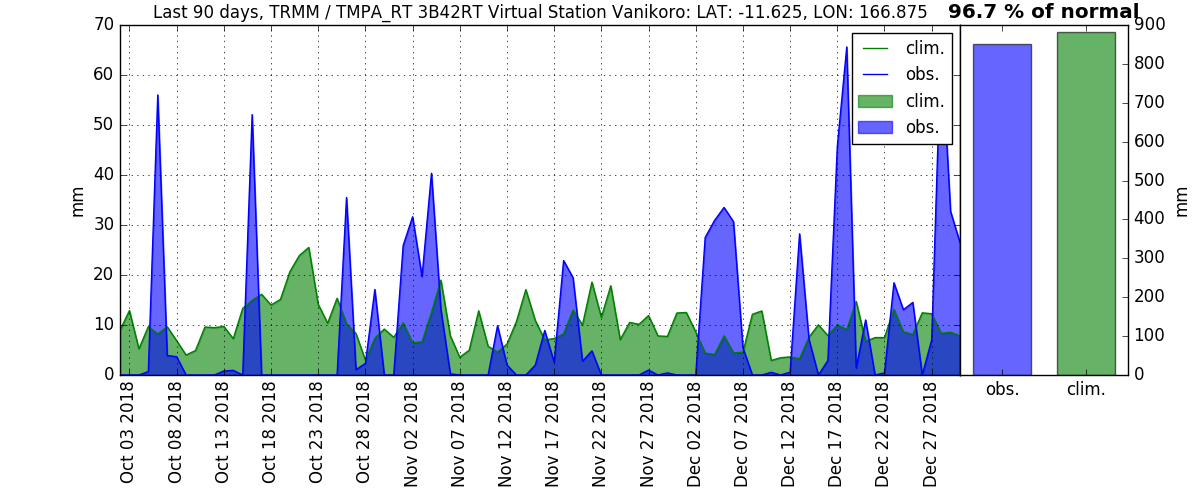 Last 90 days, TRMM / TMPA_RT 3B42RT Virtual Station Vanikoro: LAT: -11.625, LON: 166.875
96.7 % of normal
70
60
50
40
30
20
10
0
mm
clim.
obs.
clim.
obs.
Oct 03 2018
Oct 08 2018
Oct 13 2018
Oct 18 2018
Oct 23 2018
Oct 28 2018
Nov 02 2018
Nov 07 2018
Nov 12 2018
Nov 17 2018
Nov 22 2018
Nov 27 2018
Dec 02 2018
Dec 07 2018
Dec 12 2018
Dec 17 2018
Dec 22 2018
Dec 27 2018
obs.
clim.
900
800
700
600
500
400
300
200
100
0
mm